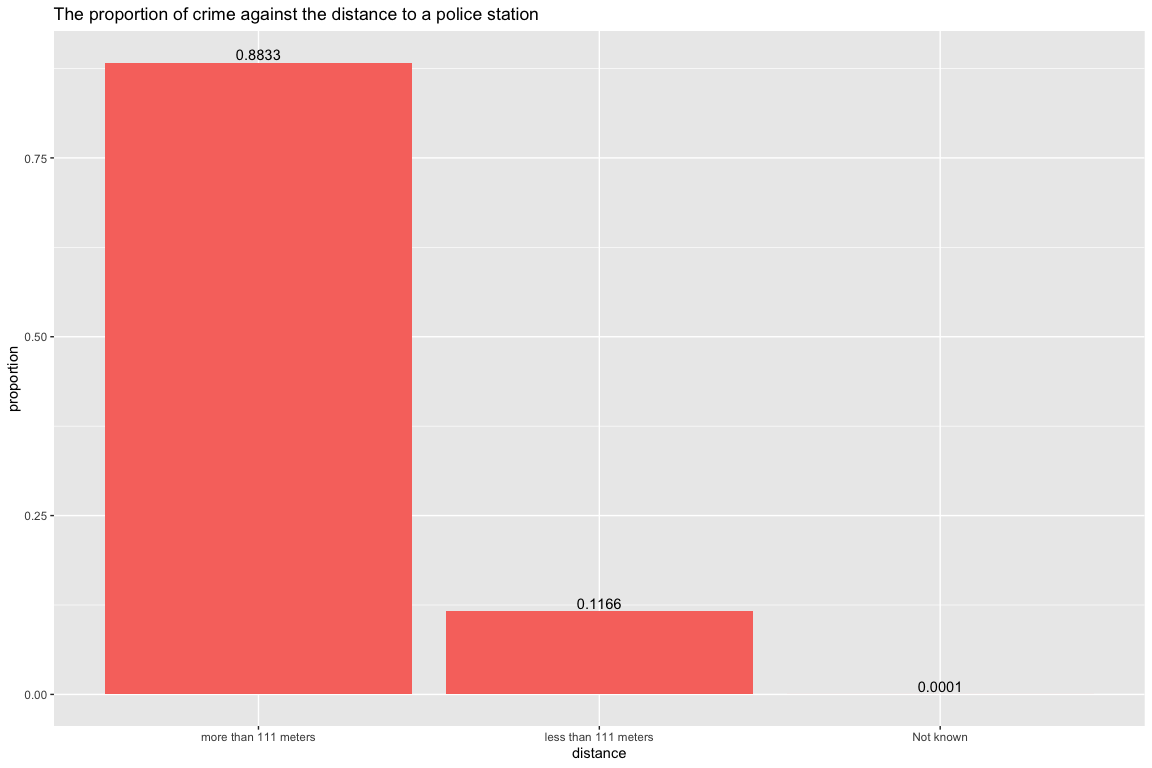 The proportion of crime against the distance to a police station
0.8833
0.1166
0.0001
0.75
0.50
0.25
0.00
proportion
more than 111 meters
less than 111 meters
Not known
distance